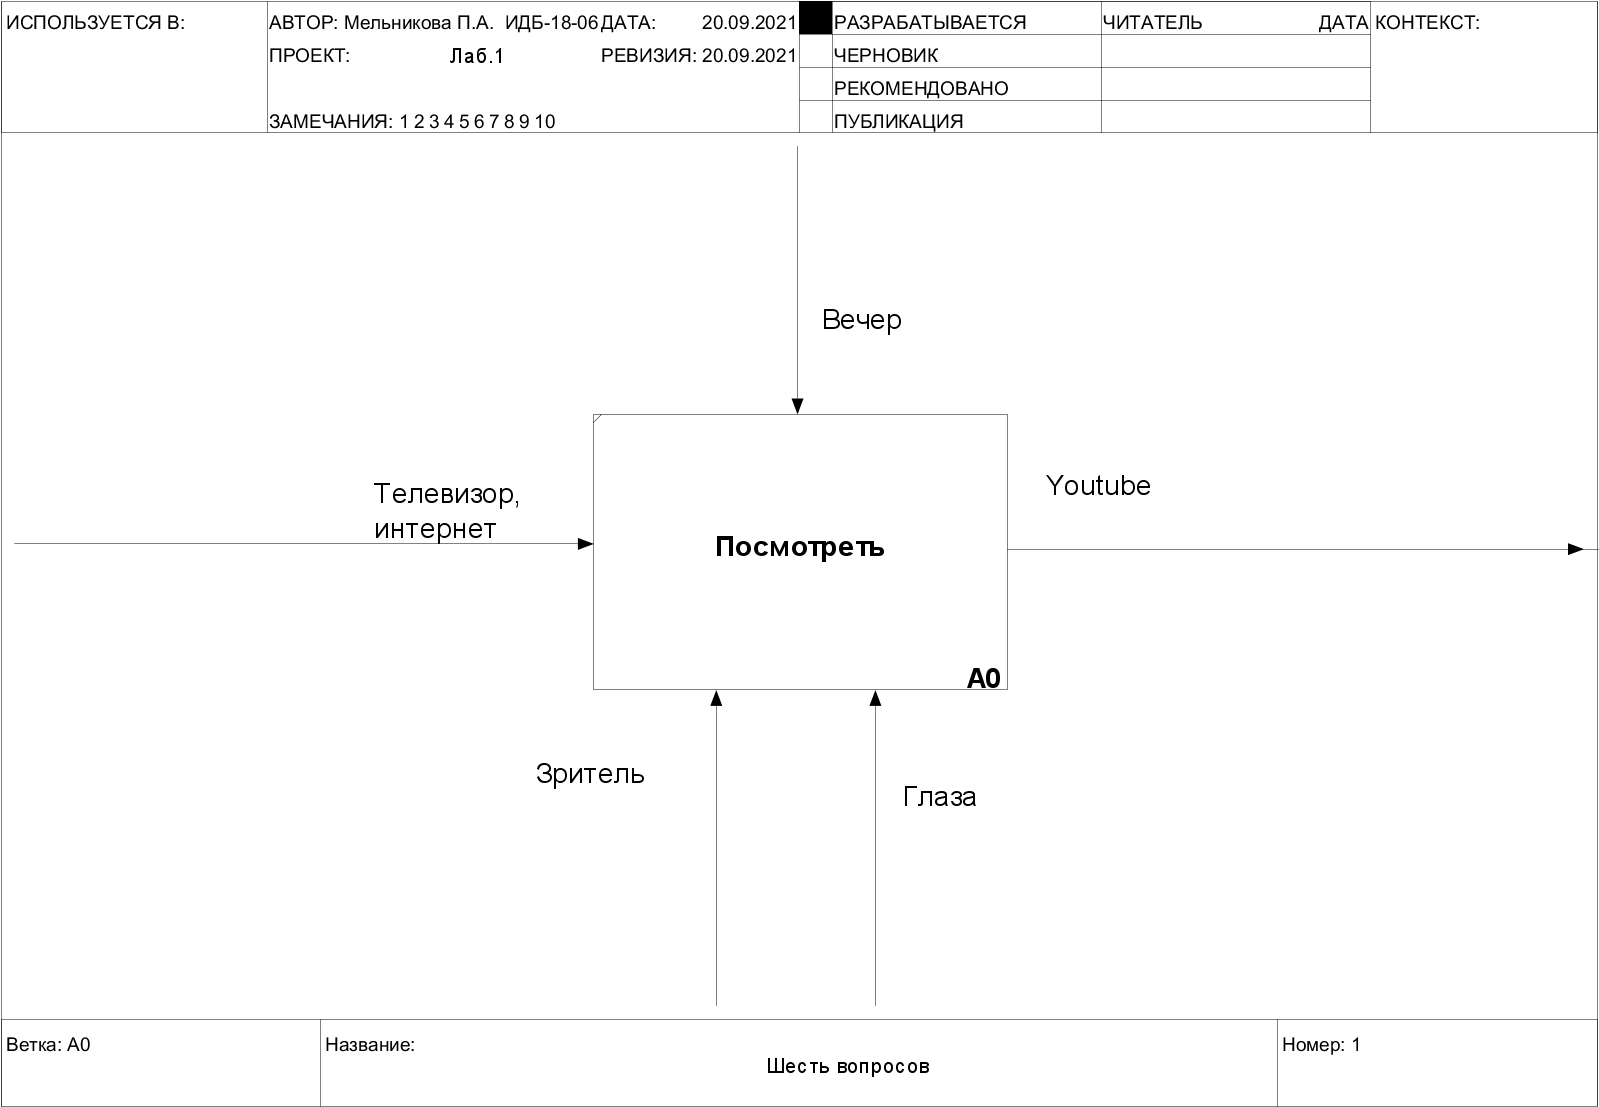 ИСПОЛЬЗУЕТСЯ В:
АВТОР: Мельникова П.А. ИДБ-18-06 ДАТА: 20.09.2021
РАЗРАБАТЫВАЕТСЯ
ЧИТАТЕЛЬ ДАТА
КОНТЕКСТ:
ПРОЕКТ: Лаб.1 РЕВИЗИЯ: 20.09.2021
ЧЕРНОВИК
РЕКОМЕНДОВАНО
ЗАМЕЧАНИЯ: 1 2 3 4 5 6 7 8 9 10
ПУБЛИКАЦИЯ
Вечер
Телевизор,
интернет
Youtube
Посмотреть
A0
Зритель
Глаза
Ветка: A0
Название:
Шесть вопросов
Номер: 1